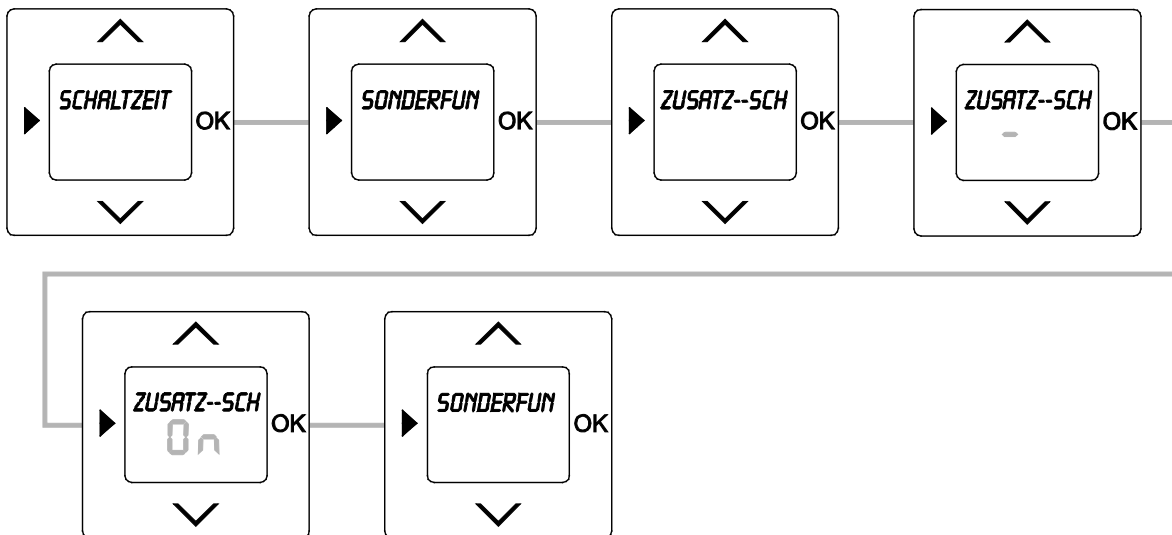 SCHALTZEIT
OK
SONDERFUN
OK
ZUSATZ--SCH
OK
ZUSATZ--SCH
-
OK
ZUSATZ--SCH
On
OK
SONDERFUN
OK